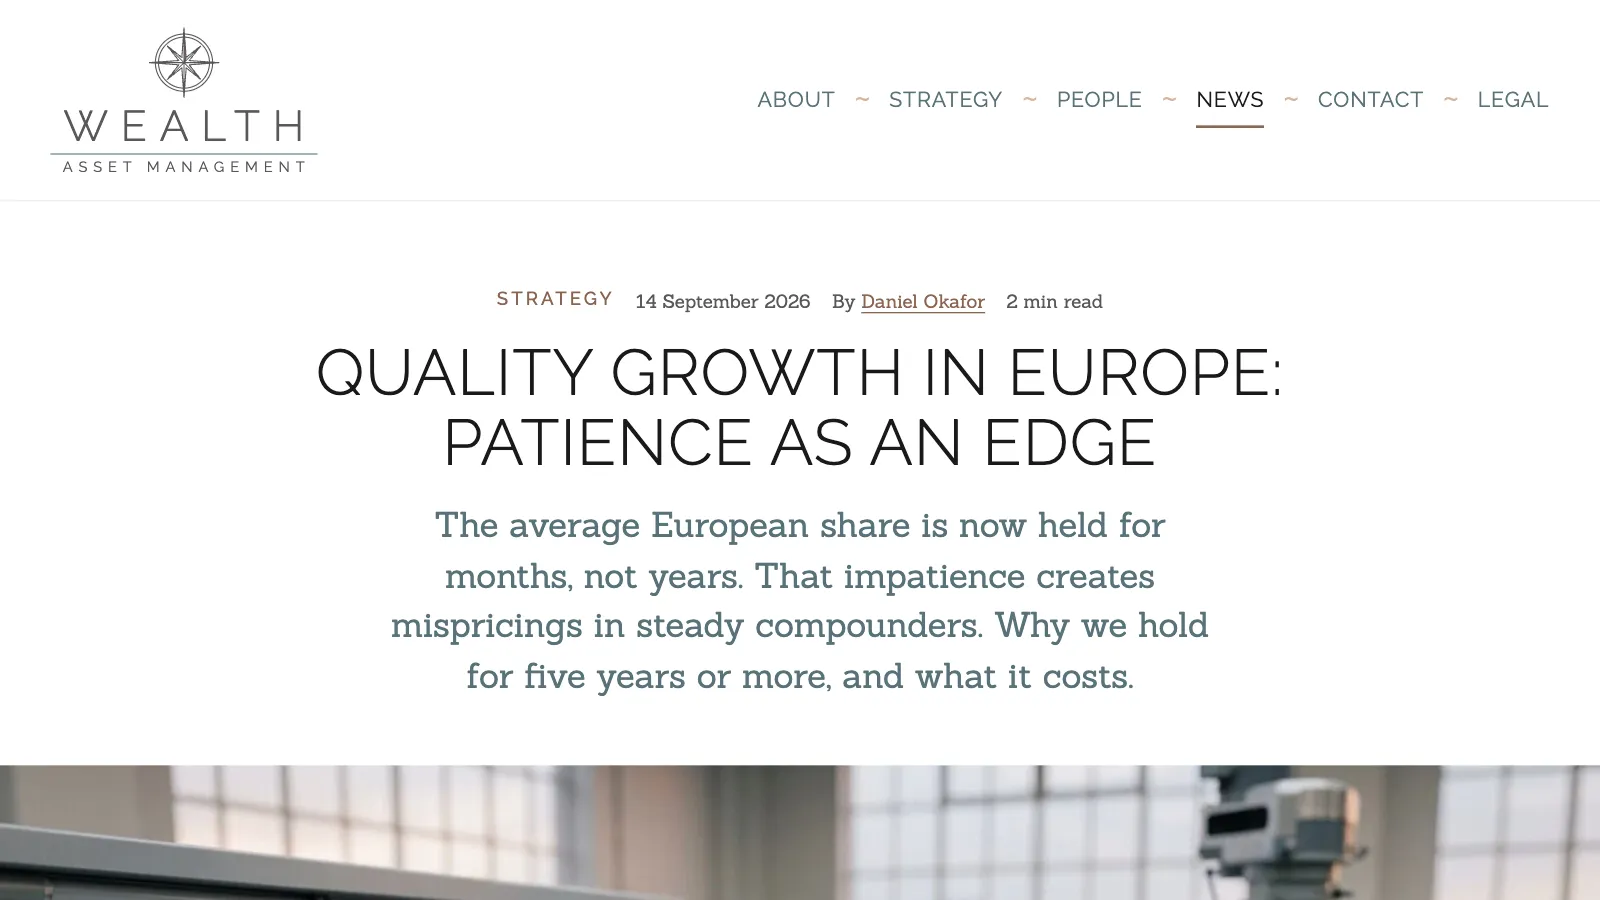 WEALTH
ASSET MANAGEMENT
ABOUT ~ STRATEGY ~ PEOPLE ~ NEWS ~ CONTACT ~ LEGAL
STRATEGY 14 September 2026 By Daniel Okafor 2 min read
QUALITY GROWTH IN EUROPE:
PATIENCE AS AN EDGE
The average European share is now held for
months, not years. That impatience creates
mispricings in steady compounders. Why we hold
for five years or more, and what it costs.